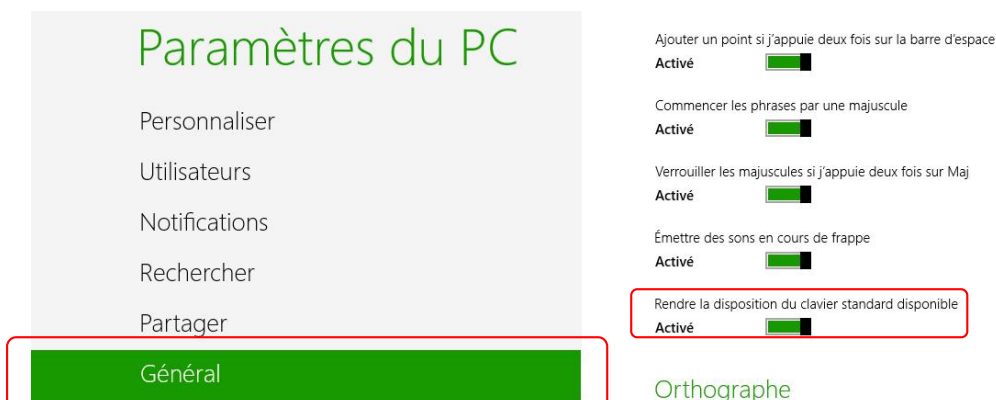 Paramètres du PC
Personnaliser
Utilisateurs
Notifications
Rechercher
Partager
Général
Ajouter un point si j’appuie deux fois sur la barre d’espace
Activé
Commencer les phrases par une majuscule
Activé
Verrouiller les majuscules si j’appuie deux fois sur Maj
Activé
Émettre des sons en cours de frappe
Activé
Rendre la disposition du clavier standard disponible
Activé
Orthographe